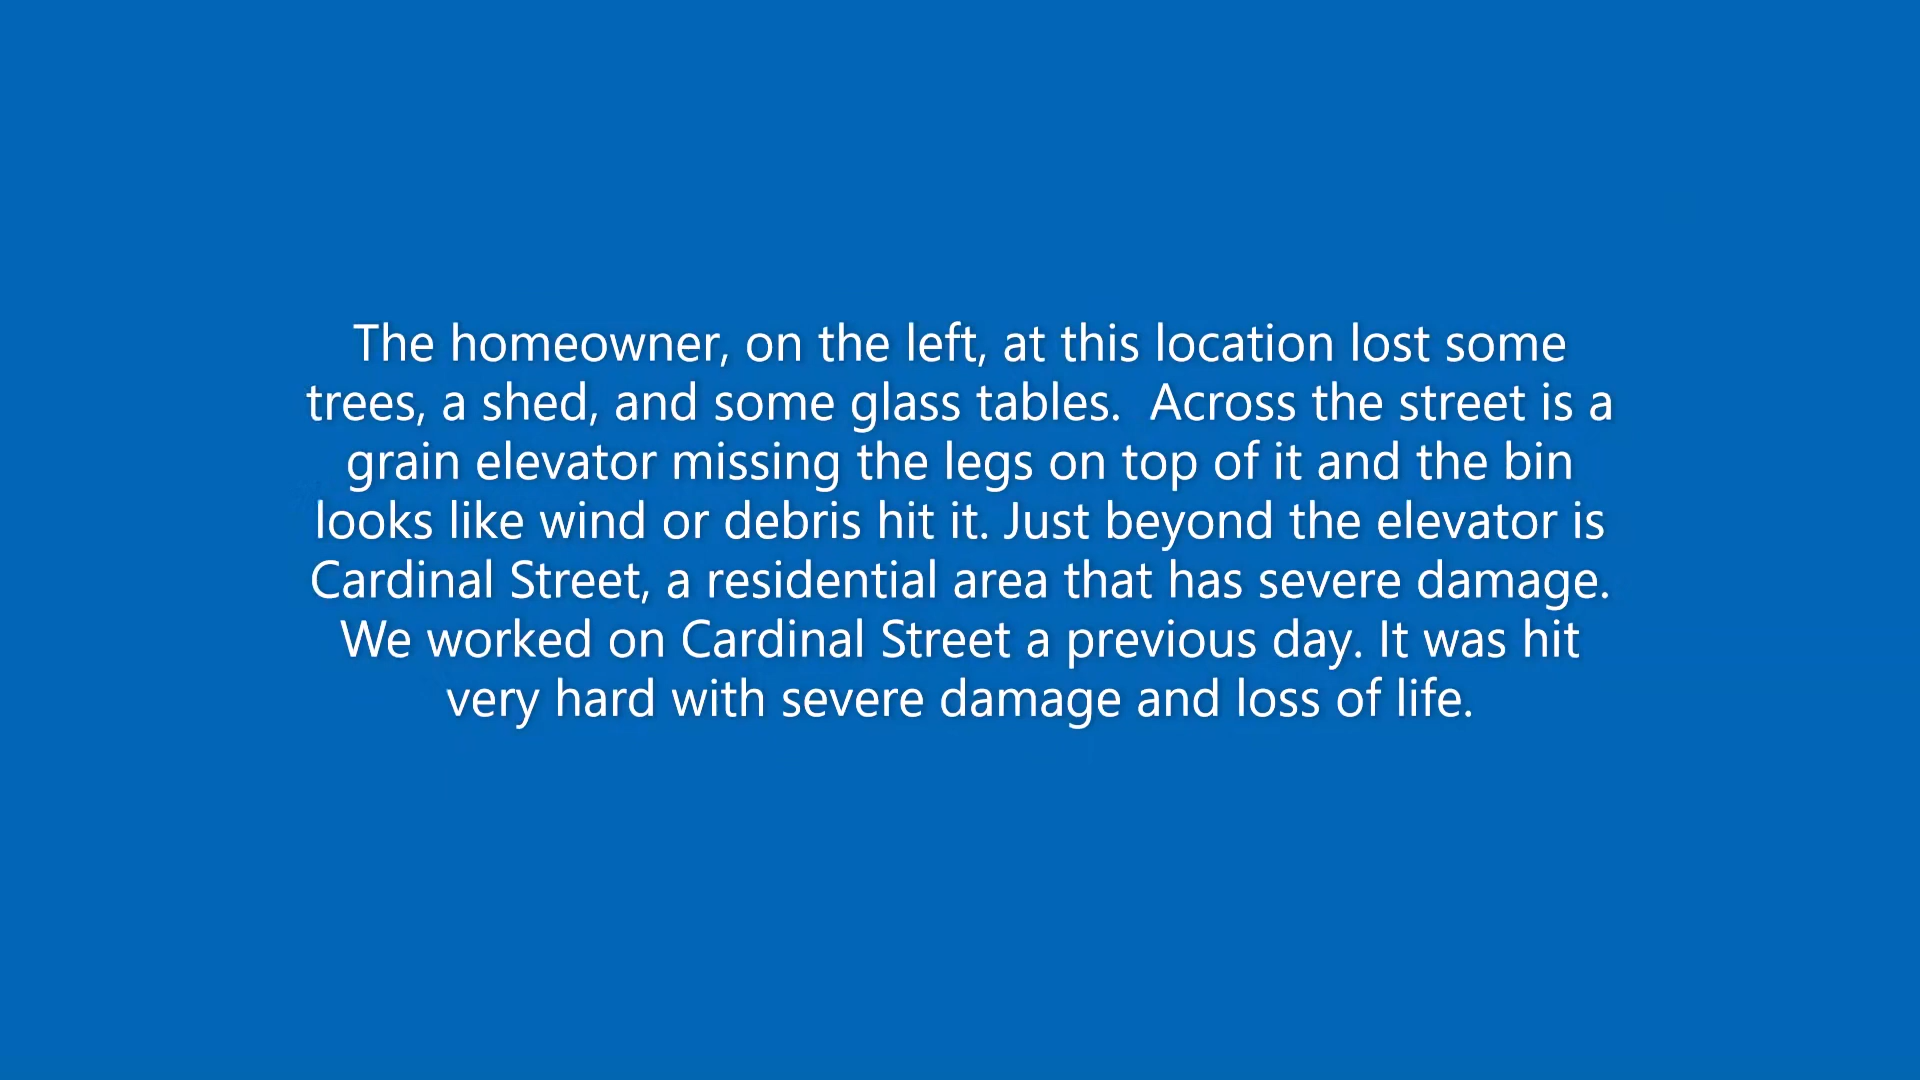 The homeowner, on the left, at this location lost some
trees, a shed, and some glass tables.  Across the street is a
grain elevator missing the legs on top of it and the bin
looks like wind or debris hit it. Just beyond the elevator is
Cardinal Street, a residential area that has severe damage.
We worked on Cardinal Street a previous day. It was hit
very hard with severe damage and loss of life.